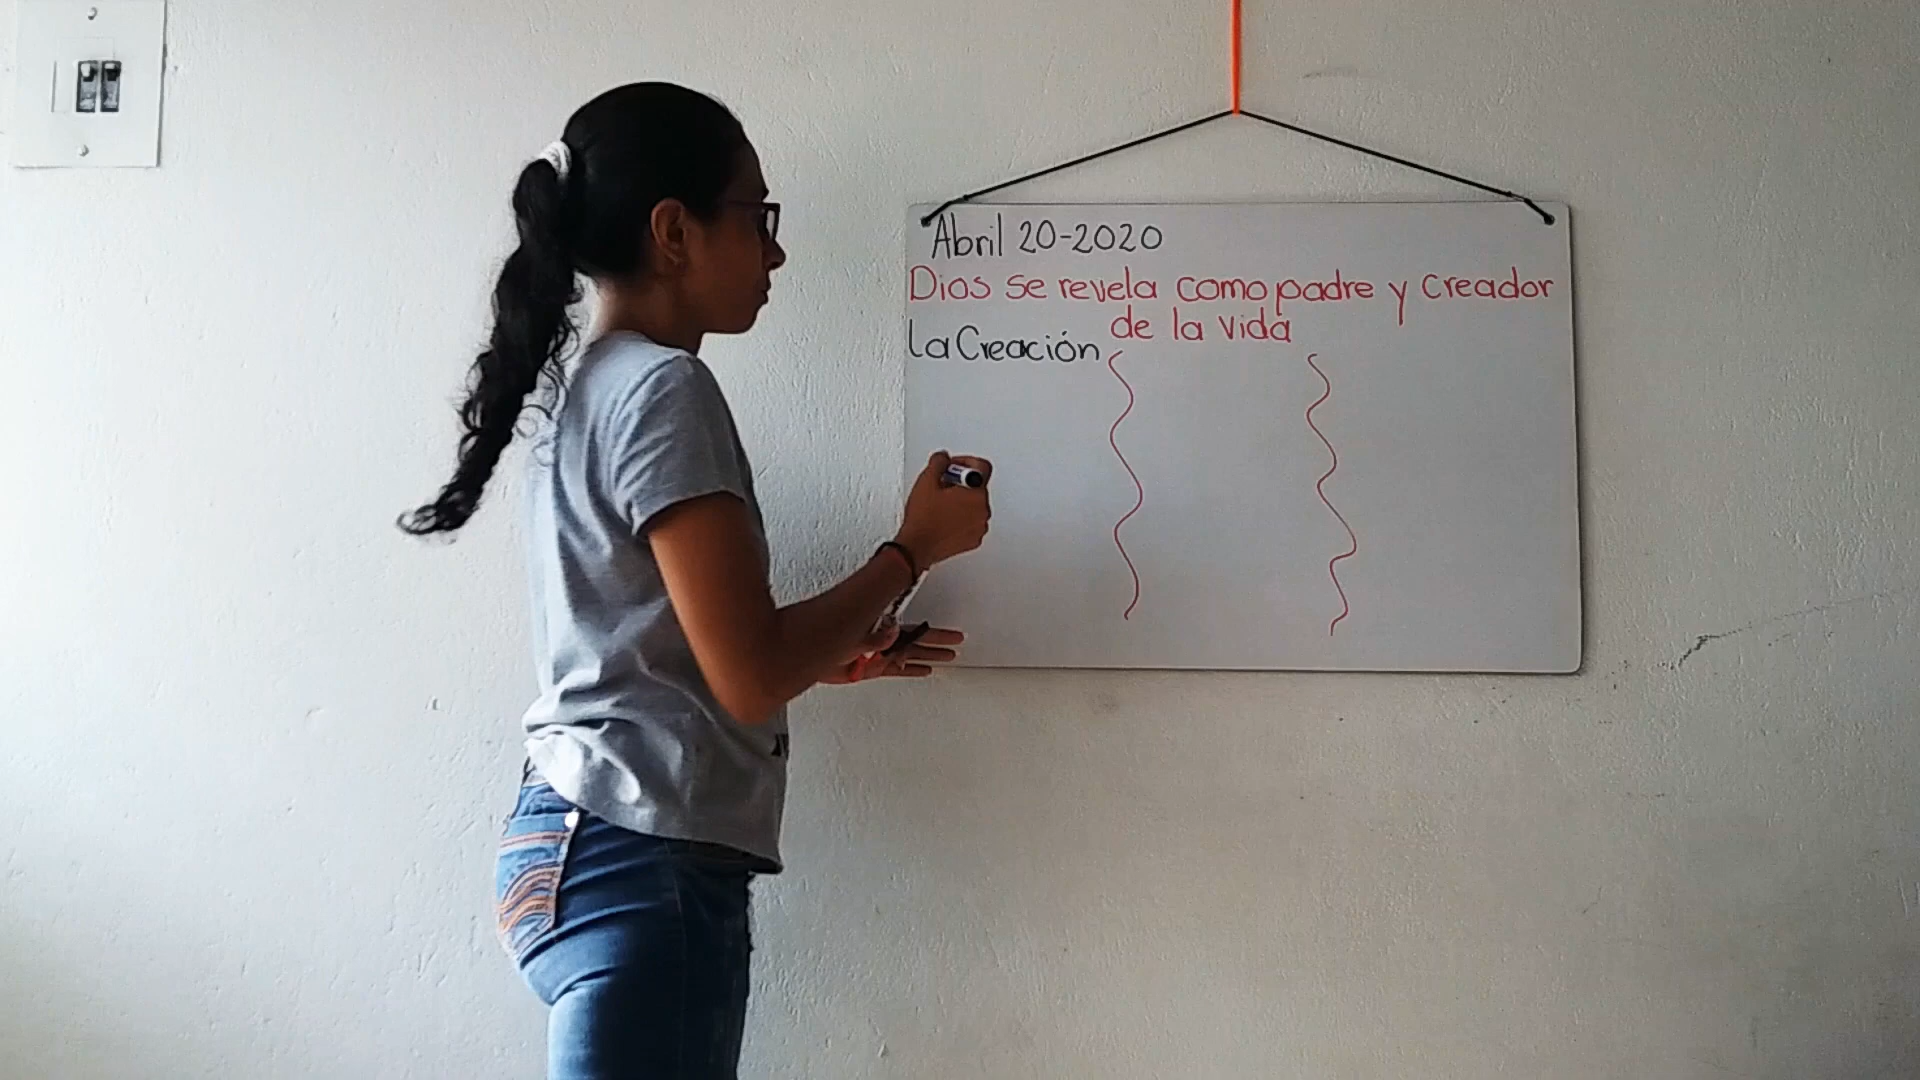 Abril 20-2020
Dios se revela como padre y creador
de la vida
La Creación